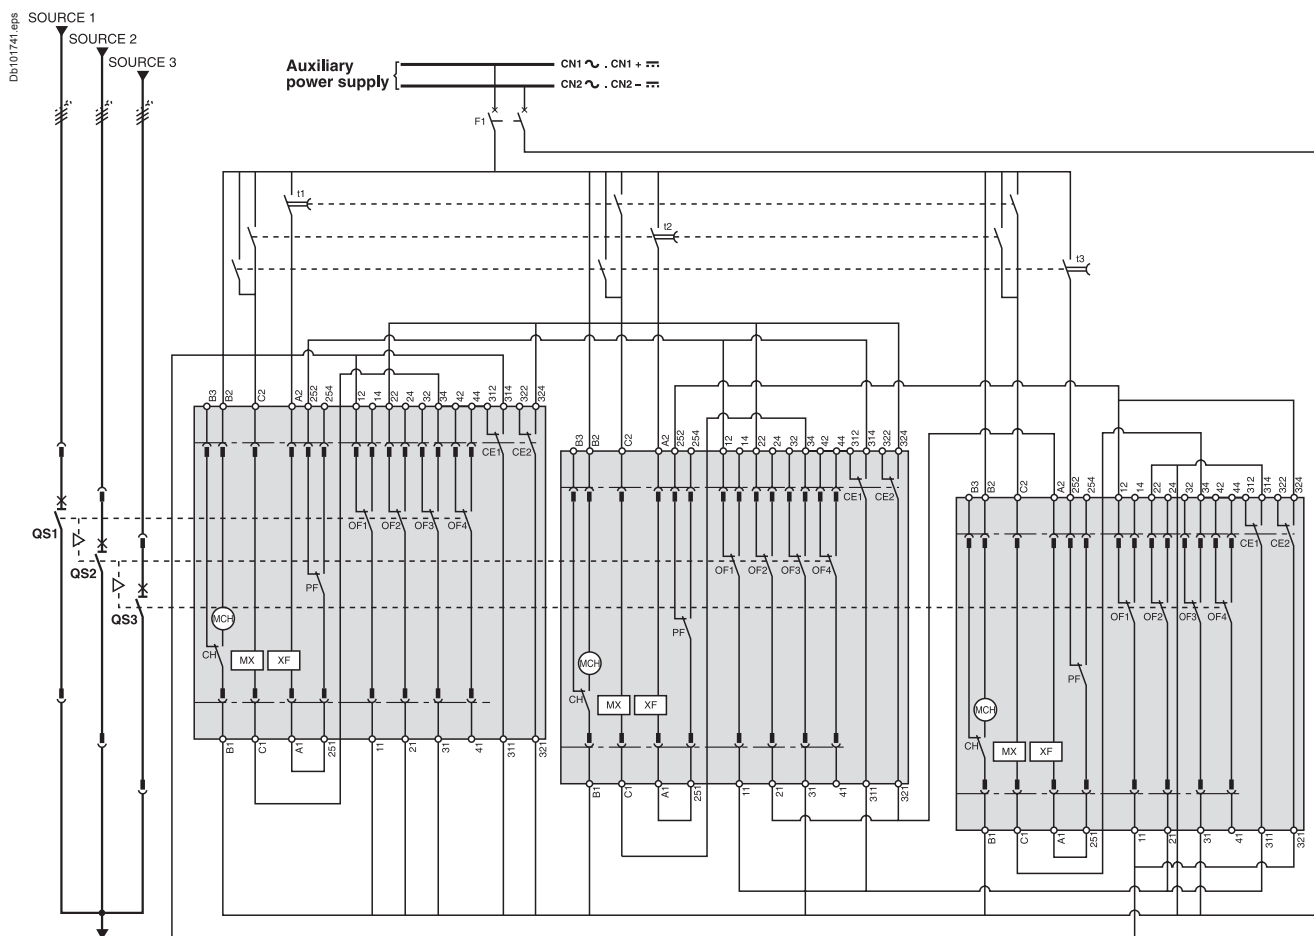 Db101741.eps
SOURCE 1
SOURCE 2
SOURCE 3
Auxiliary
power supply
CN1 ∿ . CN1 + ⎓
CN2 ∿ . CN2 – ⎓
F1
t1
t2
t3
B3 B2 C2 A2 252 254 12 14 22 24 32 34 42 44 312 314 322 324
CE1 CE2
OF1 OF2 OF3 OF4
PF
MCH
CH
MX XF
B1 C1 A1 251 11 21 31 41 311 321
B3 B2 C2 A2 252 254 12 14 22 24 32 34 42 44 312 314 322 324
CE1 CE2
OF1 OF2 OF3 OF4
PF
MCH
CH
MX XF
B1 C1 A1 251 11 21 31 41 311 321
B3 B2 C2 A2 252 254 12 14 22 24 32 34 42 44 312 314 322 324
CE1 CE2
OF1 OF2 OF3 OF4
PF
MCH
CH
MX XF
B1 C1 A1 251 11 21 31 41 311 321
QS1
QS2
QS3